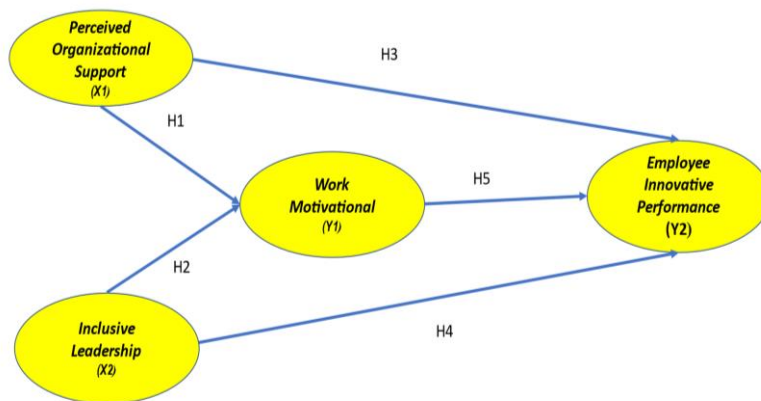 Perceived
Organizational
Support
(X1)
H3
H1
Work
Motivational
(Y1)
H5
Employee
Innovative
Performance
(Y2)
H2
Inclusive
Leadership
(X2)
H4